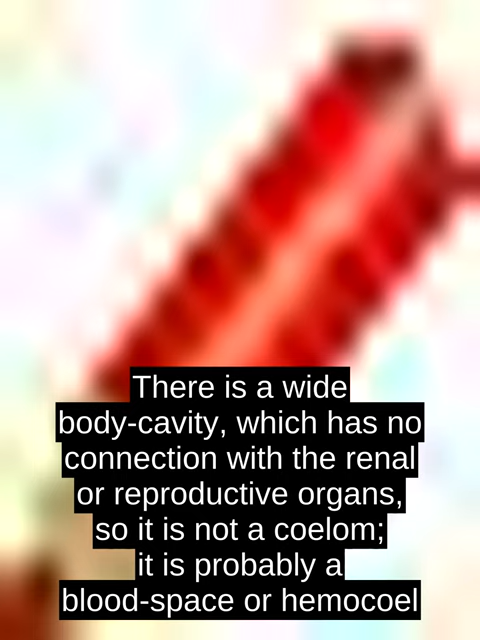 There is a wide
body-cavity, which has no
connection with the renal
or reproductive organs,
so it is not a coelom;
it is probably a
blood-space or hemocoel